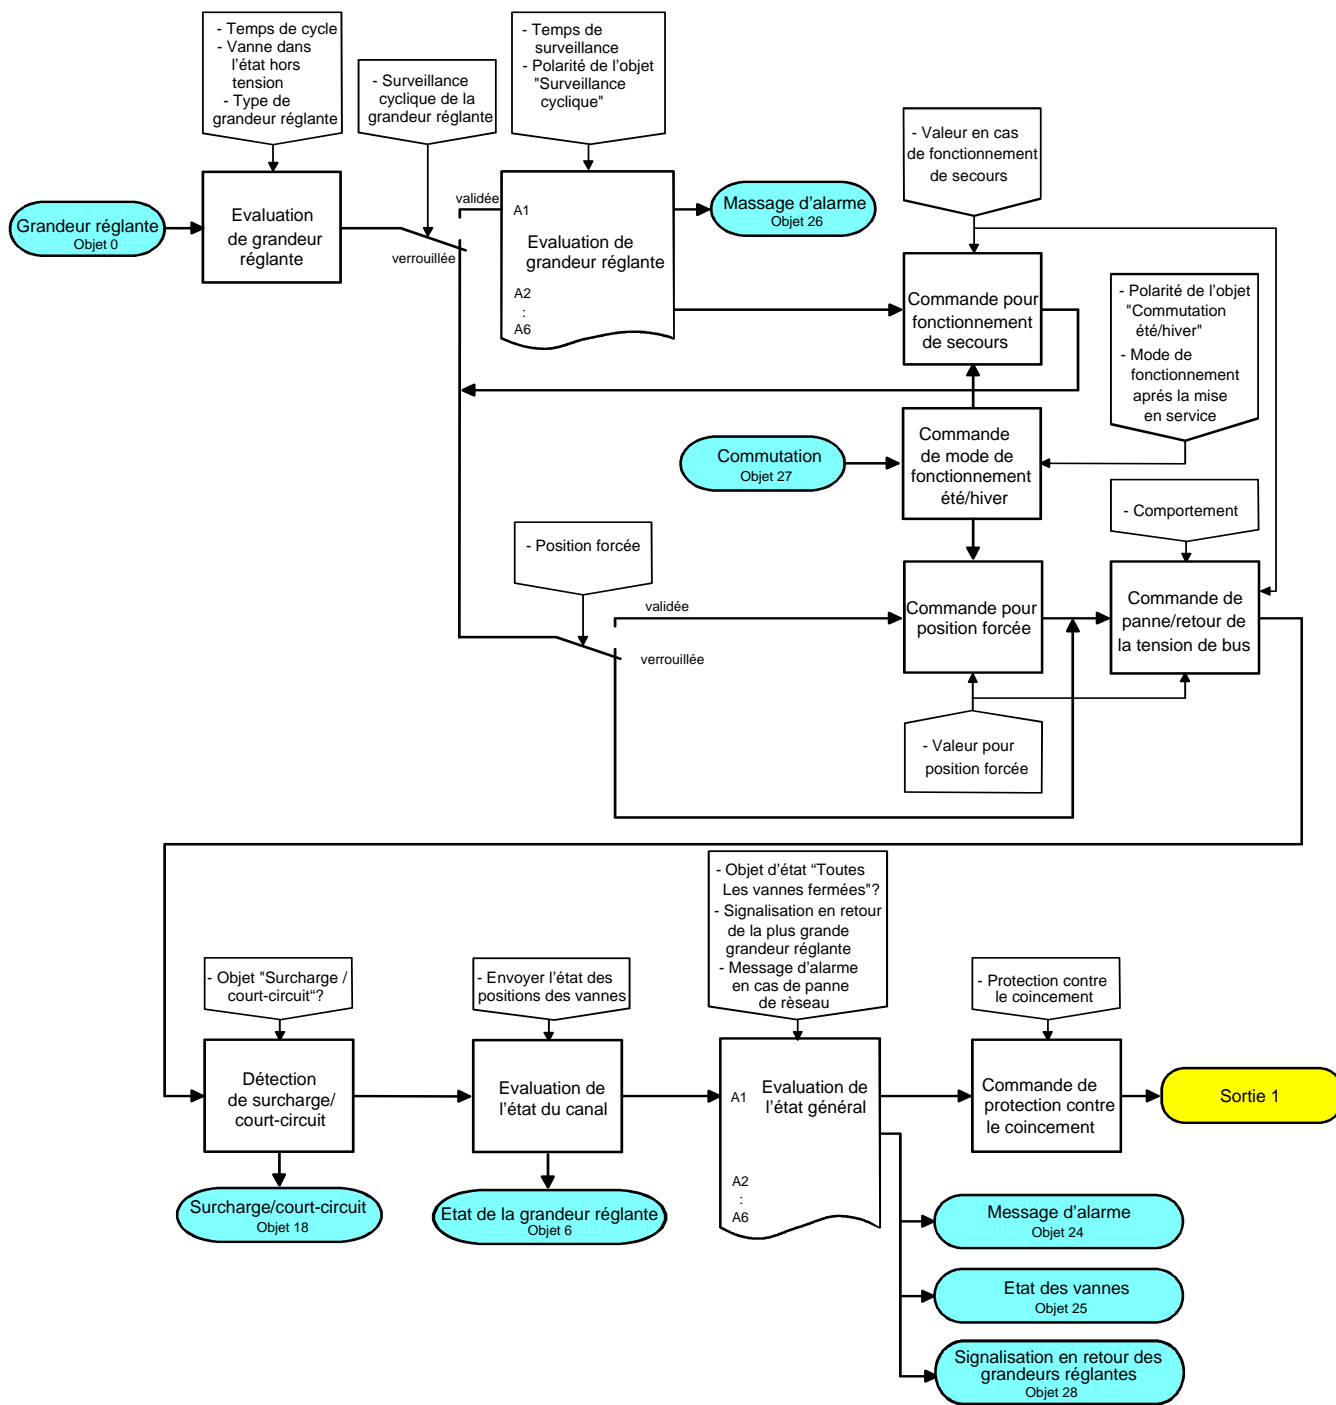 - Temps de cycle
- Vanne dans
l'état hors
tension
- Type de
grandeur réglante
- Surveillance
cyclique de la
grandeur réglante
- Temps de
surveillance
- Polarité de l'objet
"Surveillance
cyclique"
- Valeur en cas
de fonctionnement
de secours
Grandeur réglante
Objet 0
Evaluation
de grandeur
réglante
validée
verrouillée
A1
Evaluation de
grandeur réglante
A2
:
A6
Massage d'alarme
Objet 26
Commande pour
fonctionnement
de secours
- Polarité de l'objet
"Commutation
été/hiver"
- Mode de
fonctionnement
aprés la mise
en service
Commutation
Objet 27
Commande
de mode de
fonctionnement
été/hiver
- Position forcée
- Comportement
validée
verrouillée
Commande pour
position forcée
Commande de
panne/retour de
la tension de bus
- Valeur pour
position forcée
- Objet "Surcharge /
court-circuit“?
- Envoyer l'état des
positions des vannes
- Objet d'état “Toutes
Les vannes fermées"?
- Signalisation en retour
de la plus grande
grandeur réglante
- Message d'alarme
en cas de panne
de rèseau
- Protection contre
le coincement
Détection
de surcharge/
court-circuit
Evaluation de
l'état du canal
A1
Evaluation de
l'état général
A2
:
A6
Commande de
protection contre
le coincement
Sortie 1
Surcharge/court-circuit
Objet 18
Etat de la grandeur réglante
Objet 6
Message d'alarme
Objet 24
Etat des vannes
Objet 25
Signalisation en retour des
grandeurs réglantes
Objet 28